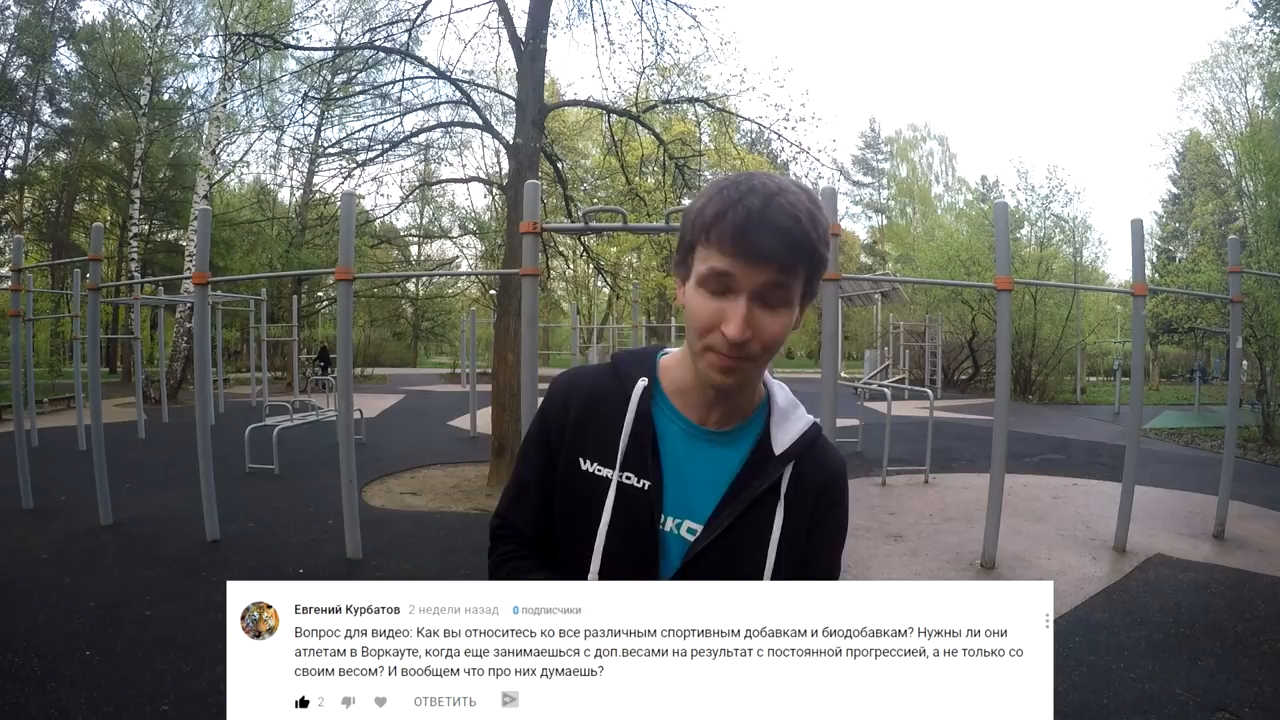 WORKOUT
RKO
Евгений Курбатов 2 недели назад 0 подписчики
Вопрос для видео: Как вы относитесь ко все различным спортивным добавкам и биодобавкам? Нужны ли они
атлетам в Воркауте, когда еще занимаешься с доп.весами на результат с постоянной прогрессией, а не только со
своим весом? И вообщем что про них думаешь?
2 ОТВЕТИТЬ